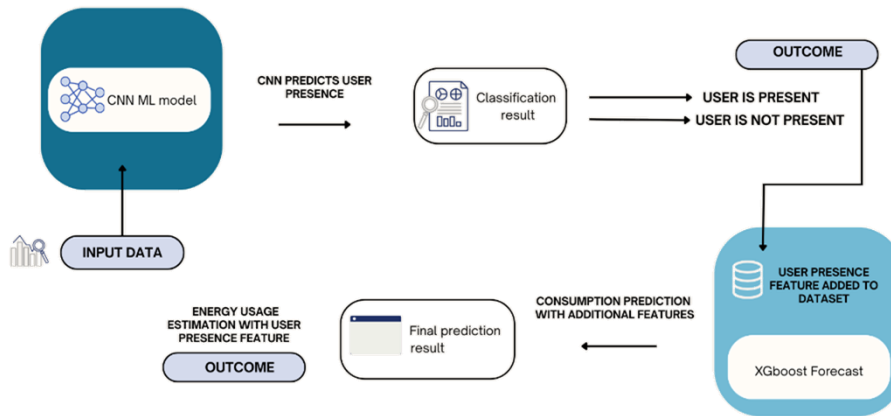 CNN ML model
CNN PREDICTS USER
PRESENCE
Classification
result
OUTCOME
USER IS PRESENT
USER IS NOT PRESENT
INPUT DATA
USER PRESENCE
FEATURE ADDED TO
DATASET
XGboost Forecast
CONSUMPTION PREDICTION
WITH ADDITIONAL FEATURES
Final prediction
result
ENERGY USAGE
ESTIMATION WITH USER
PRESENCE FEATURE
OUTCOME